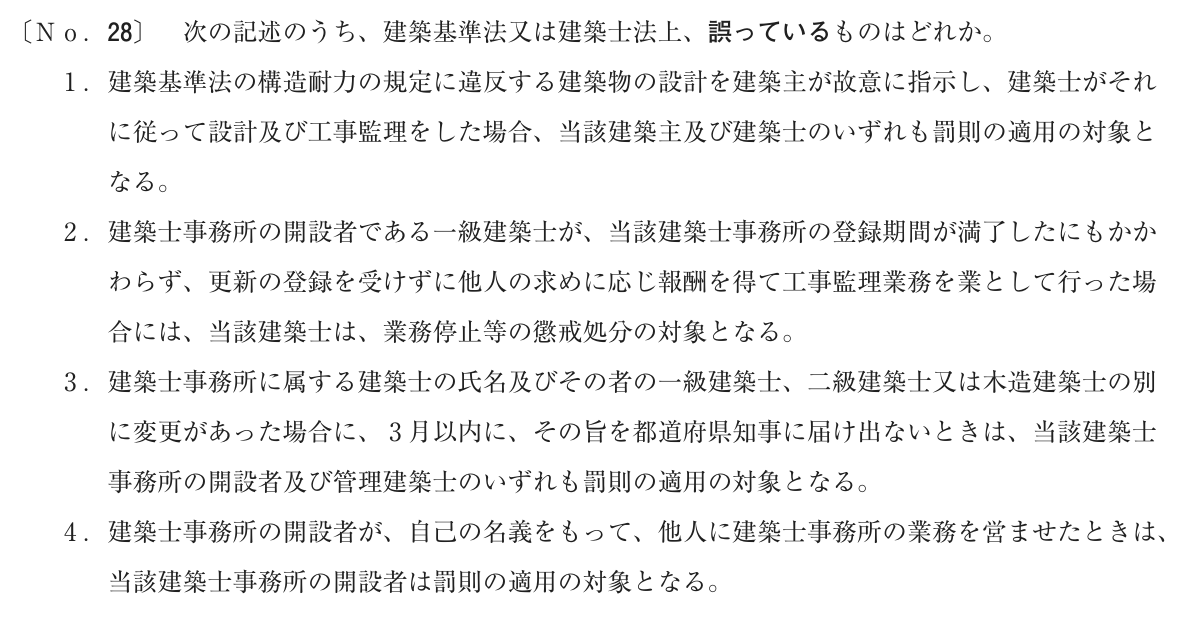 〔Ｎｏ．28〕　次の記述のうち、建築基準法又は建築士法上、誤っているものはどれか。
１．建築基準法の構造耐力の規定に違反する建築物の設計を建築主が故意に指示し、建築士がそれ
に従って設計及び工事監理をした場合、当該建築主及び建築士のいずれも罰則の適用の対象と
なる。
２．建築士事務所の開設者である一級建築士が、当該建築士事務所の登録期間が満了したにもかか
わらず、更新の登録を受けずに他人の求めに応じ報酬を得て工事監理業務を業として行った場
合には、当該建築士は、業務停止等の懲戒処分の対象となる。
３．建築士事務所に属する建築士の氏名及びその者の一級建築士、二級建築士又は木造建築士の別
に変更があった場合に、３月以内に、その旨を都道府県知事に届け出ないときは、当該建築士
事務所の開設者及び管理建築士のいずれも罰則の適用の対象となる。
４．建築士事務所の開設者が、自己の名義をもって、他人に建築士事務所の業務を営ませたときは、
当該建築士事務所の開設者は罰則の適用の対象となる。